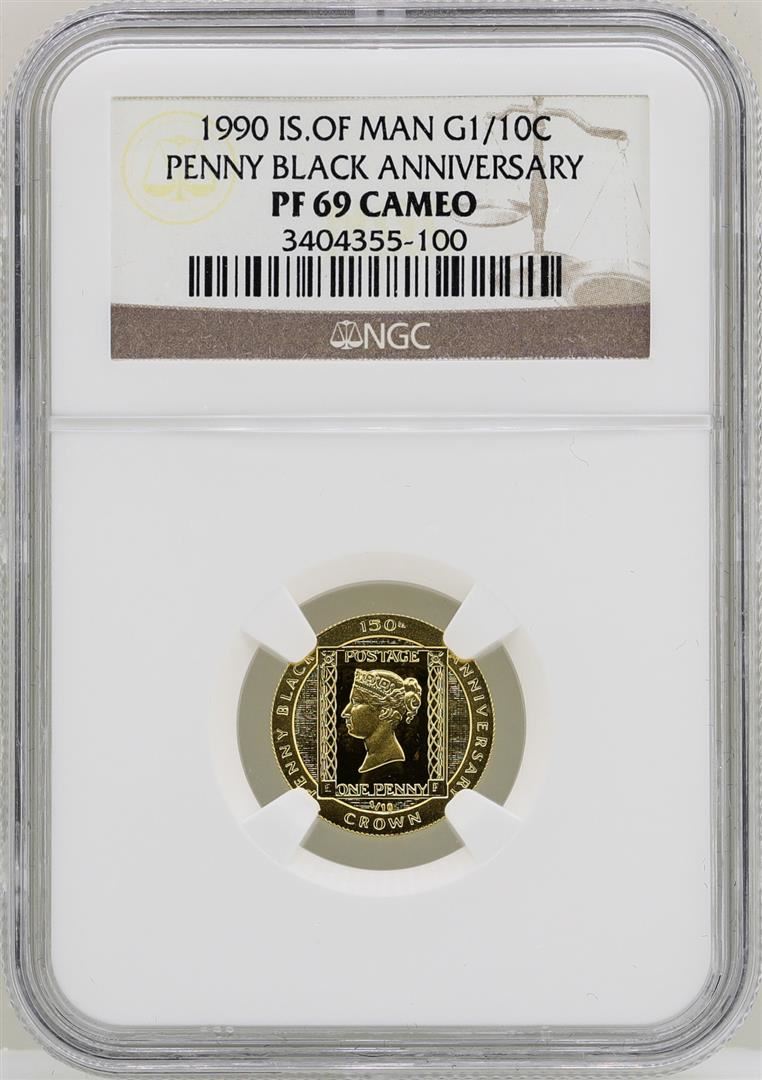 1990 IS.OF MAN G1/10C
PENNY BLACK ANNIVERSARY
PF 69 CAMEO
3404355-100
NGC
150th
PENNY BLACK
ANNIVERSARY
POSTAGE
E ONE PENNY F
1/10
CROWN